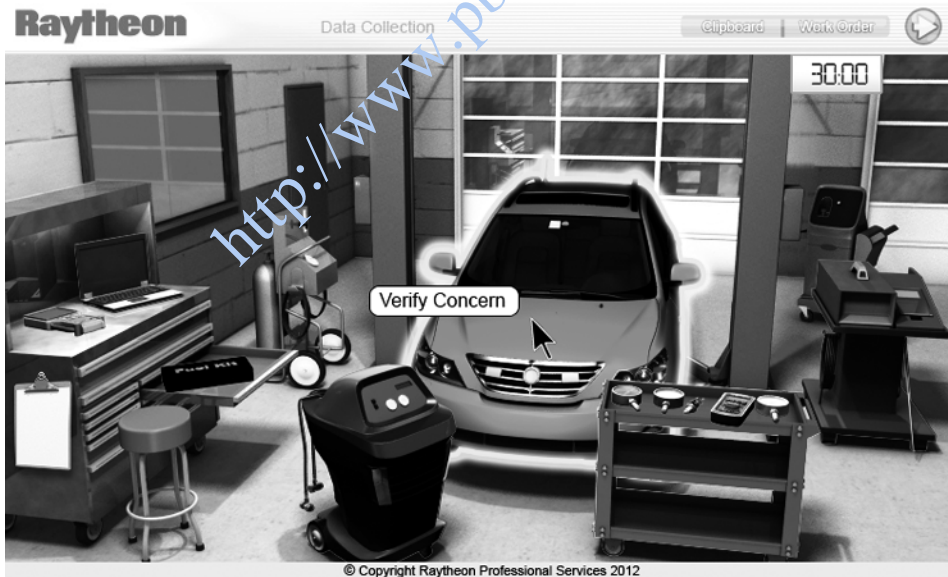 Raytheon
Data Collection
Clipboard | Work Order
http://www.pu
30:00
Verify Concern
Fuel Kit
© Copyright Raytheon Professional Services 2012